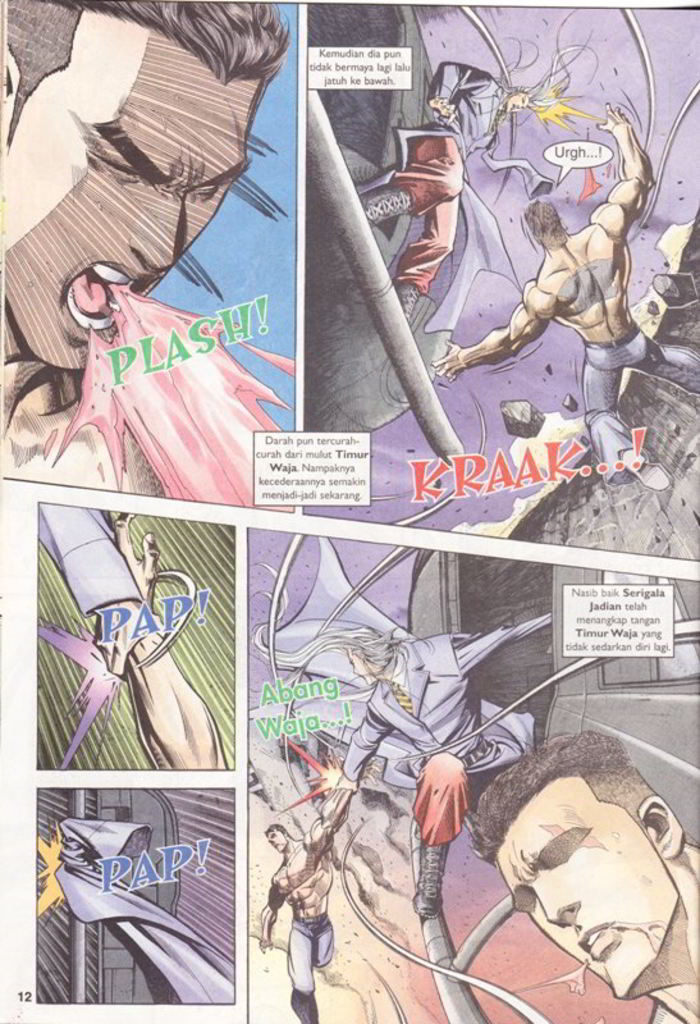 PLASH!
Darah pun tercurah-
curah dari mulut Timur
Waja. Nampaknya
kecederaannya semakin
menjadi-jadi sekarang.
Kemudian dia pun
tidak bermaya lagi lalu
jatuh ke bawah.
Urgh...!
KRAAK...!
PAP!
PAP!
Abang
Waja...!
Nasib baik Serigala
Jadian telah
menangkap tangan
Timur Waja yang
tidak sedarkan diri lagi.
12